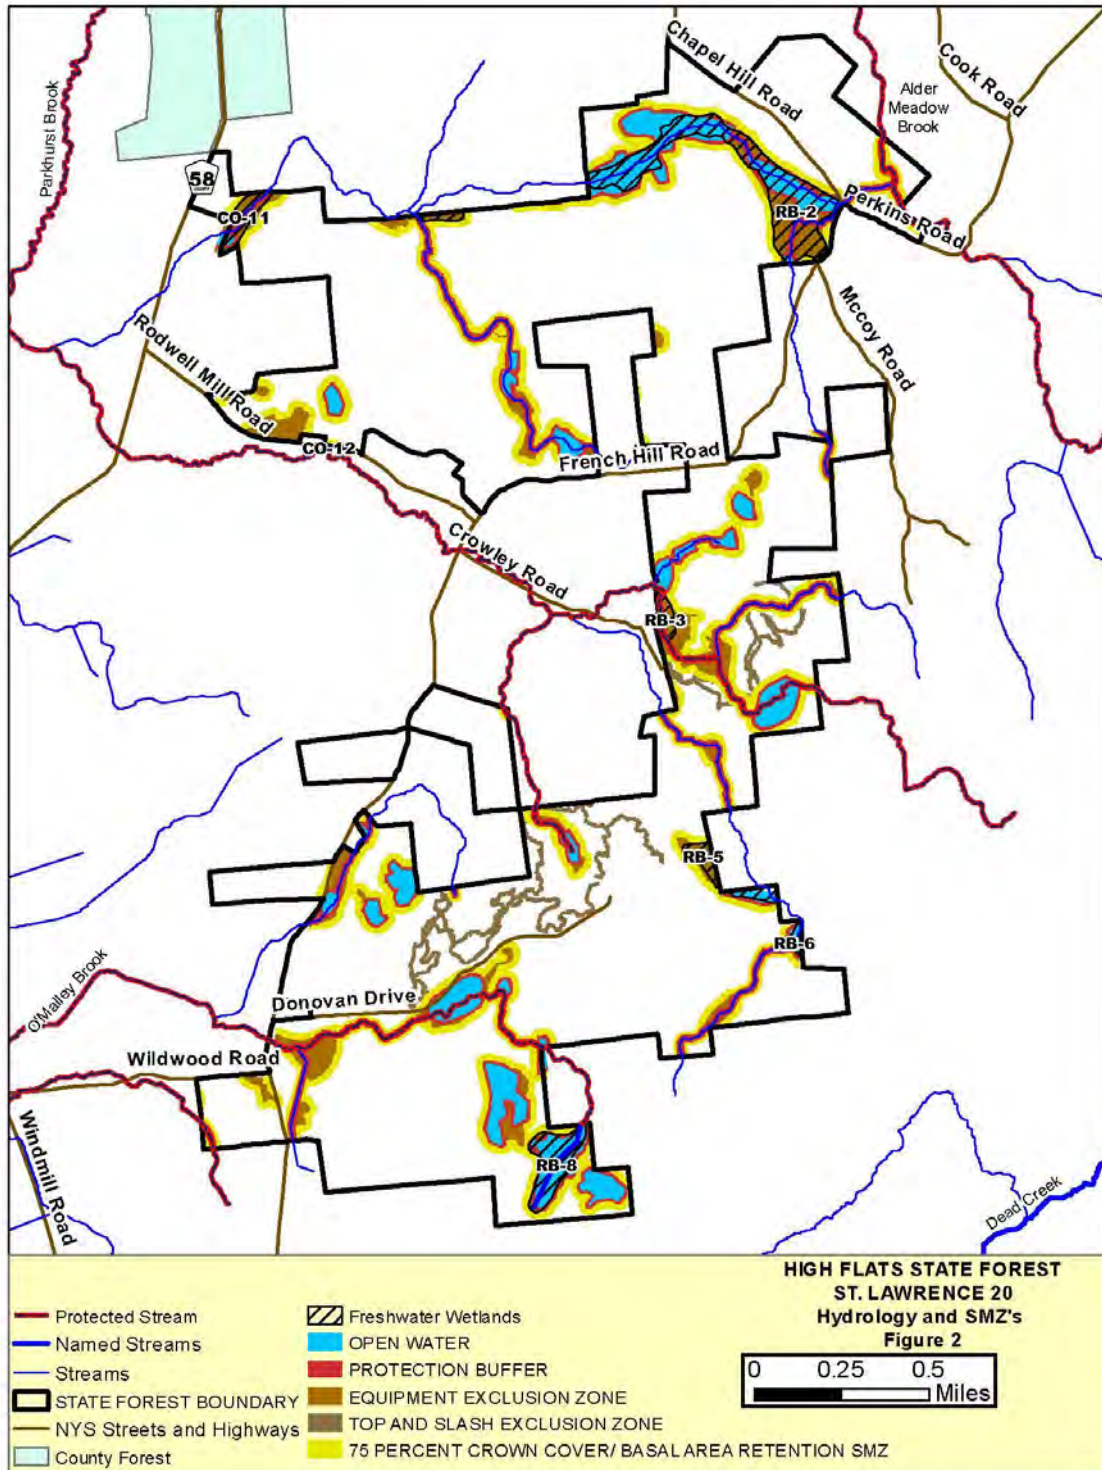 Chapel Hill Road
Cook Road
Alder
Meadow
Brook
Parkhurst Brook
58
CO-11
RB-2
Perkins Road
Mccoy Road
Rodwell Mill Road
CO-12
French Hill Road
Crowley Road
RB-3
RB-5
RB-6
O'Malley Brook
Donovan Drive
Wildwood Road
Windmill Road
RB-8
Dead Creek
HIGH FLATS STATE FOREST
ST. LAWRENCE 20
Hydrology and SMZ's
Figure 2
0 0.25 0.5
Miles
Protected Stream
Named Streams
Streams
STATE FOREST BOUNDARY
NYS Streets and Highways
County Forest
Freshwater Wetlands
OPEN WATER
PROTECTION BUFFER
EQUIPMENT EXCLUSION ZONE
TOP AND SLASH EXCLUSION ZONE
75 PERCENT CROWN COVER/ BASAL AREA RETENTION SMZ